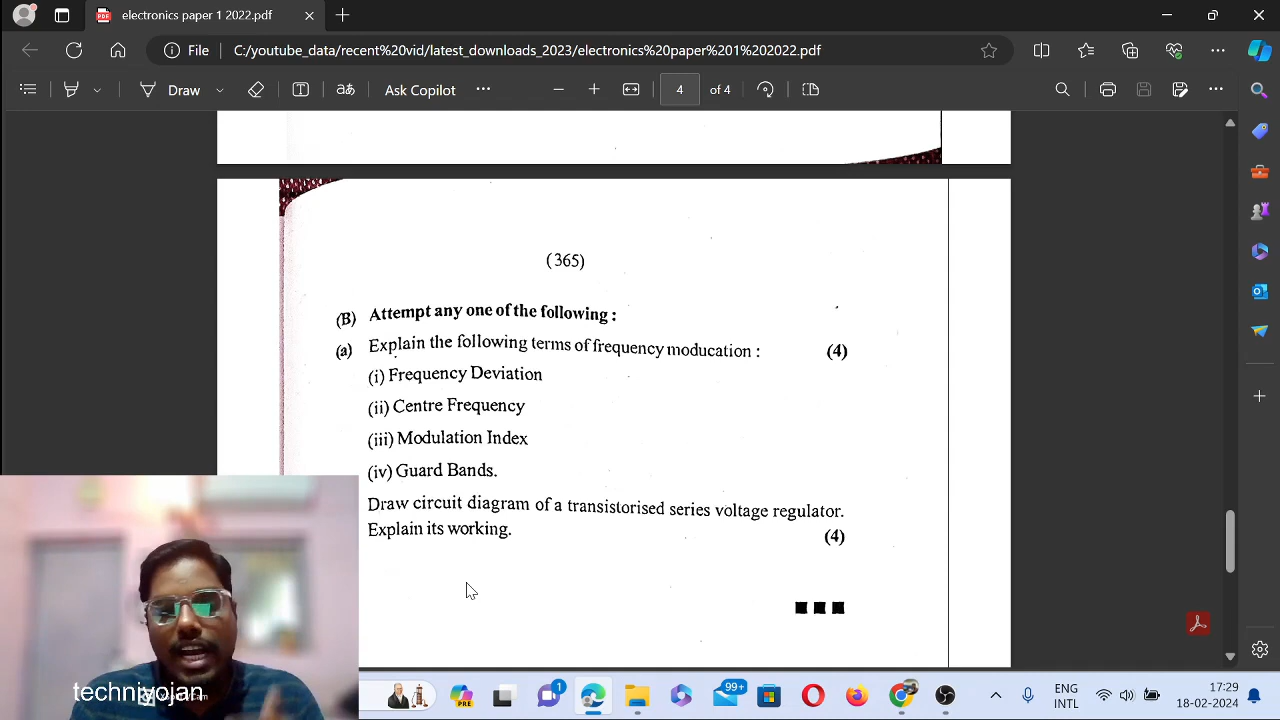 electronics paper 1 2022.pdf
File
C:/youtube_data/recent%20vid/latest_downloads_2023/electronics%20paper%201%202022.pdf
Draw
Ask Copilot
4
of 4
(365)
(B) Attempt any one of the following :
(a) Explain the following terms of frequency moducation : (4)
(i) Frequency Deviation
(ii) Centre Frequency
(iii) Modulation Index
(iv) Guard Bands.
Draw circuit diagram of a transistorised series voltage regulator.
Explain its working. (4)
techniyojan
1
99+
PRE
ENG
INTL
17:29
18-02-2024